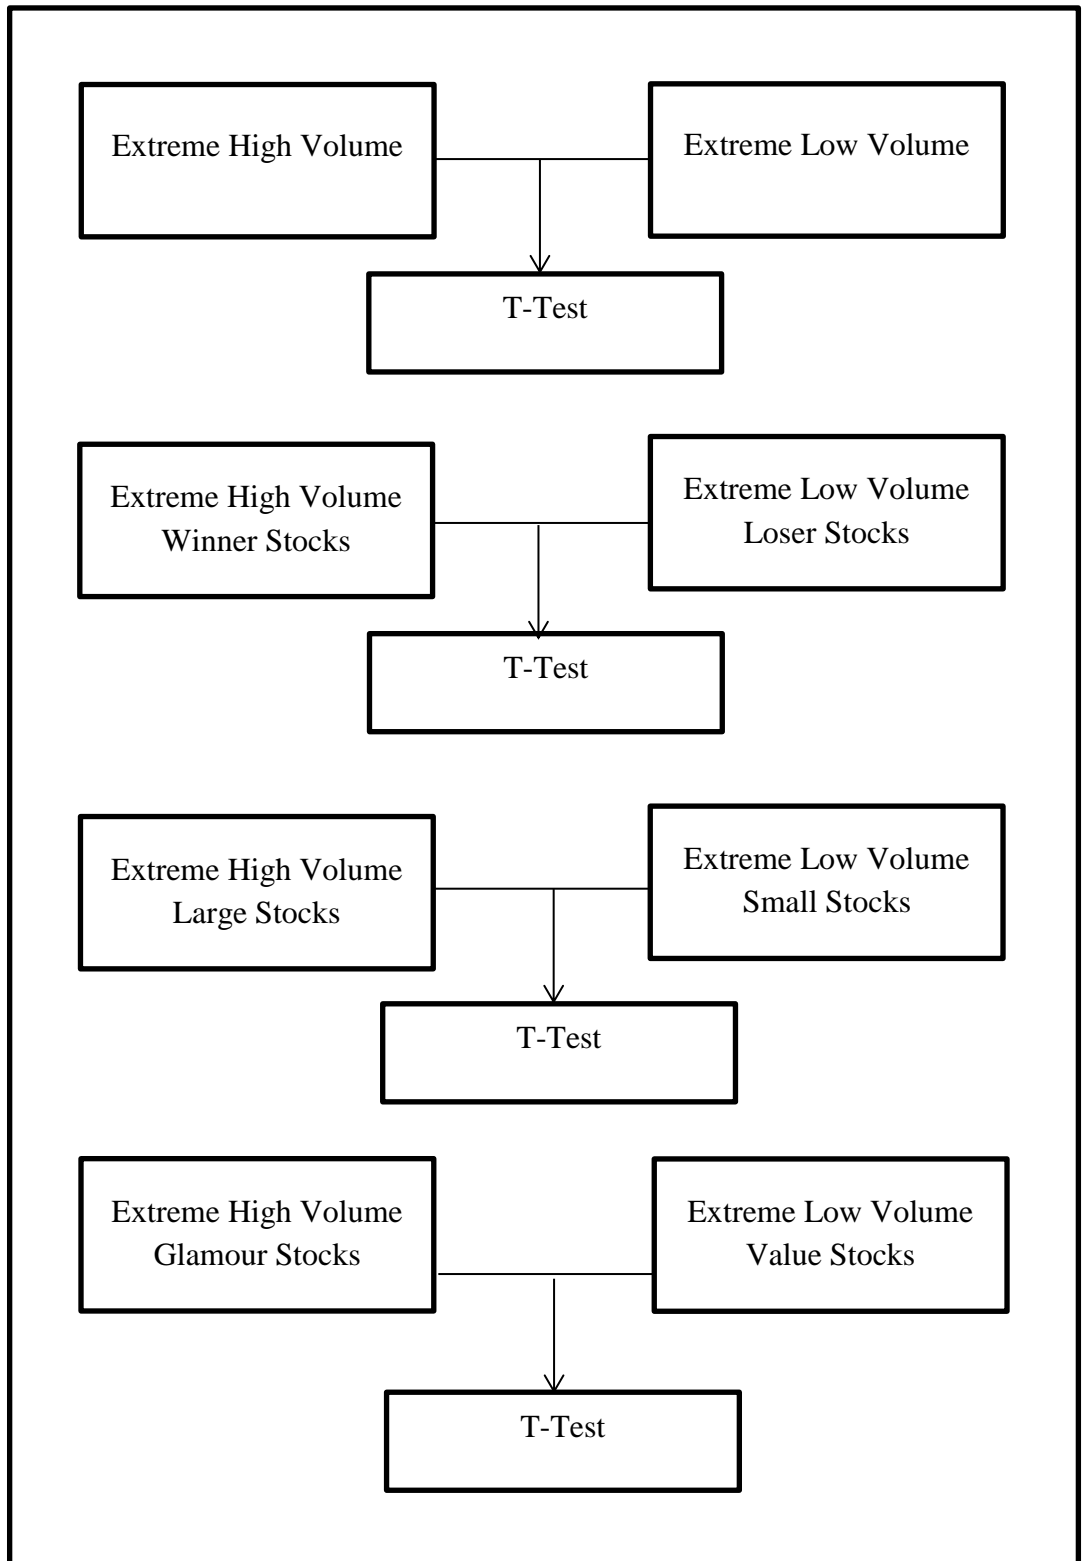 Extreme High Volume
Extreme Low Volume
T-Test
Extreme High Volume
Winner Stocks
Extreme Low Volume
Loser Stocks
T-Test
Extreme High Volume
Large Stocks
Extreme Low Volume
Small Stocks
T-Test
Extreme High Volume
Glamour Stocks
Extreme Low Volume
Value Stocks
T-Test